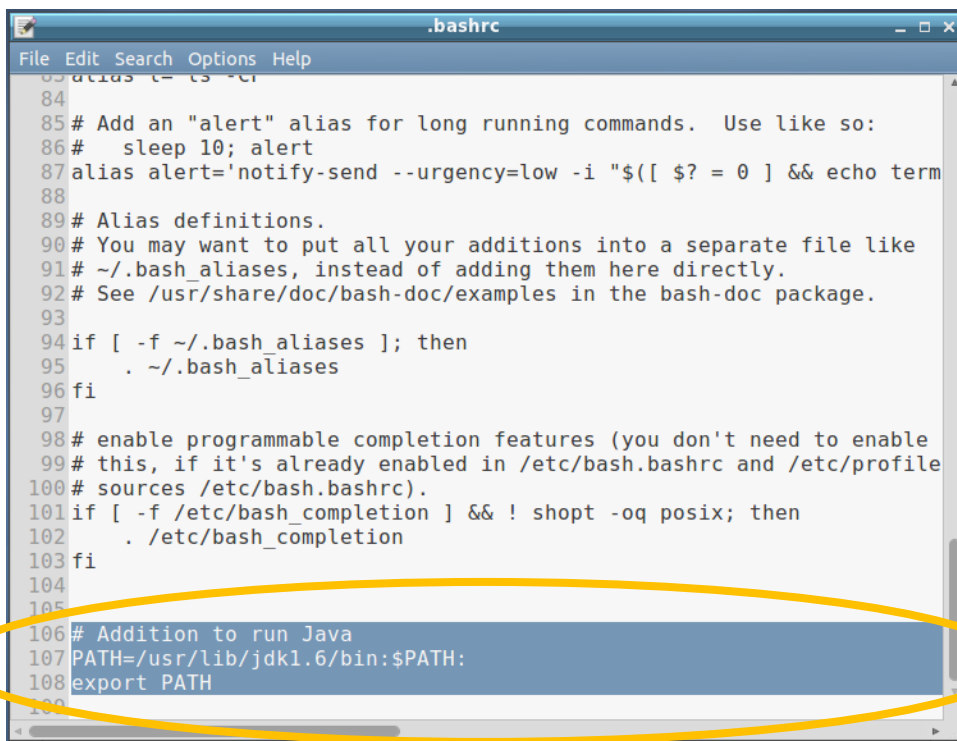 .bashrc
File Edit Search Options Help
83 alias l='ls -CF'
84
85 # Add an "alert" alias for long running commands.  Use like so:
86 #   sleep 10; alert
87 alias alert='notify-send --urgency=low -i "$([ $? = 0 ] && echo term
88
89 # Alias definitions.
90 # You may want to put all your additions into a separate file like
91 # ~/.bash_aliases, instead of adding them here directly.
92 # See /usr/share/doc/bash-doc/examples in the bash-doc package.
93
94 if [ -f ~/.bash_aliases ]; then
95     . ~/.bash_aliases
96 fi
97
98 # enable programmable completion features (you don't need to enable
99 # this, if it's already enabled in /etc/bash.bashrc and /etc/profile
100 # sources /etc/bash.bashrc).
101 if [ -f /etc/bash_completion ] && ! shopt -oq posix; then
102     . /etc/bash_completion
103 fi
104
105
106 # Addition to run Java
107 PATH=/usr/lib/jdk1.6/bin:$PATH:
108 export PATH
109